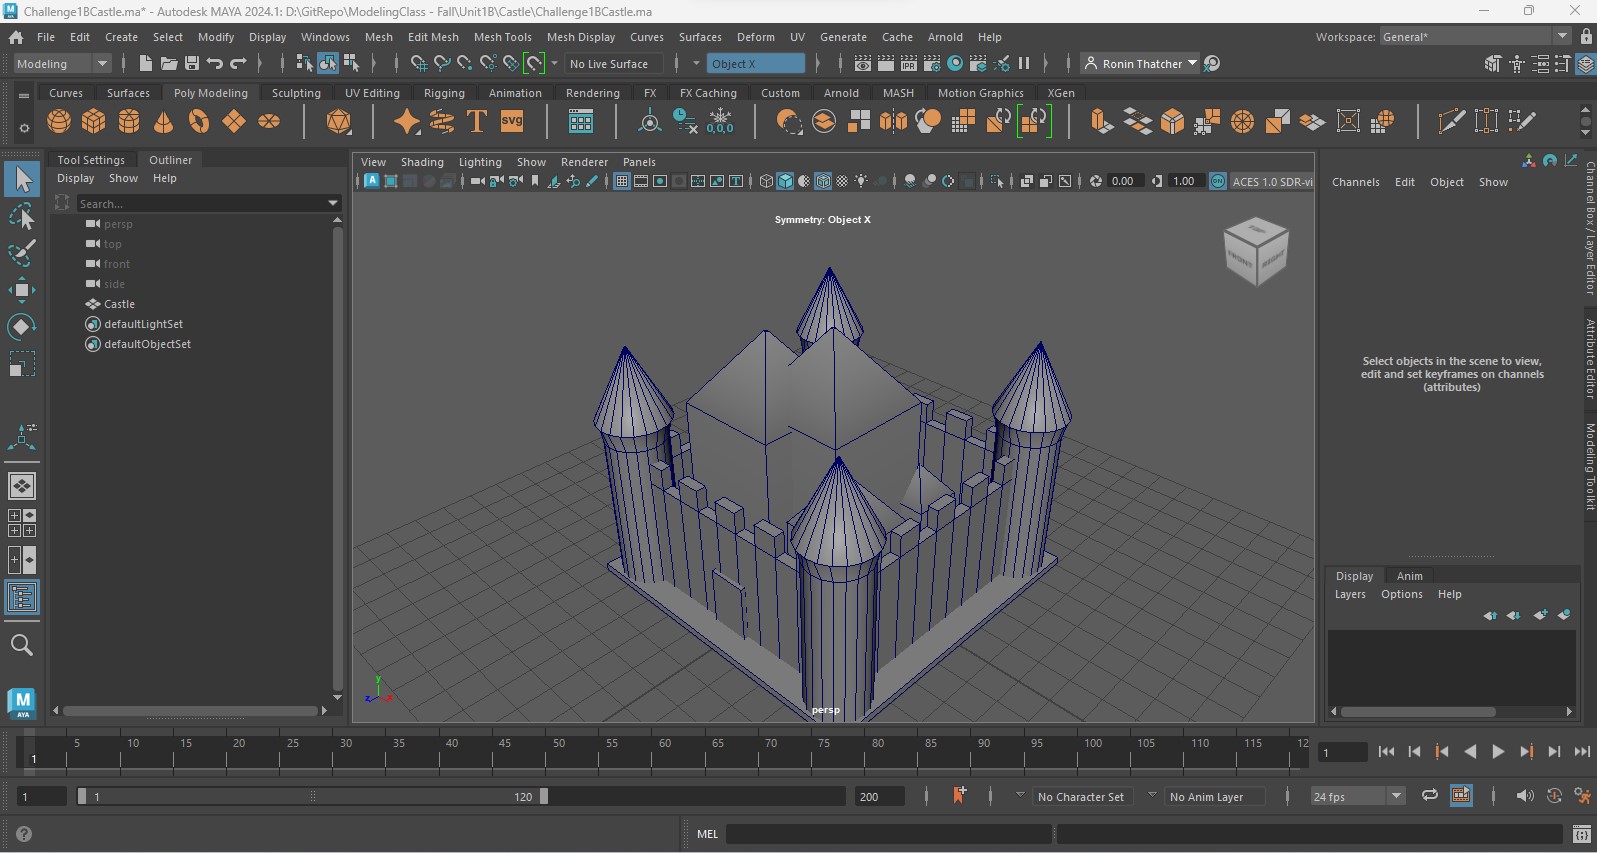 Challenge1BCastle.ma* - Autodesk MAYA 2024.1: D:\GitRepo\ModelingClass - Fall\Unit1B\Castle\Challenge1BCastle.ma
File Edit Create Select Modify Display Windows Mesh Edit Mesh Mesh Tools Mesh Display Curves Surfaces Deform UV Generate Cache Arnold Help
Workspace: General*
Modeling
No Live Surface
Object X
IPR
Ronin Thatcher
Curves Surfaces Poly Modeling Sculpting UV Editing Rigging Animation Rendering FX FX Caching Custom Arnold MASH Motion Graphics XGen
T
SVG
0,0,0
Tool Settings Outliner
Display Show Help
Search...
persp
top
front
side
Castle
defaultLightSet
defaultObjectSet
View Shading Lighting Show Renderer Panels
0.00
1.00
ON
ACES 1.0 SDR-vi
Symmetry: Object X
FRONT
RIGHT
y
z
persp
Channels Edit Object Show
Select objects in the scene to view,
edit and set keyframes on channels
(attributes)
Channel Box / Layer Editor
Attribute Editor
Modeling Toolkit
Display Anim
Layers Options Help
M
AYA
5 10 15 20 25 30 35 40 45 50 55 60 65 70 75 80 85 90 95 100 105 110 115 12
1
1
1
1
120
200
No Character Set
No Anim Layer
24 fps
MEL